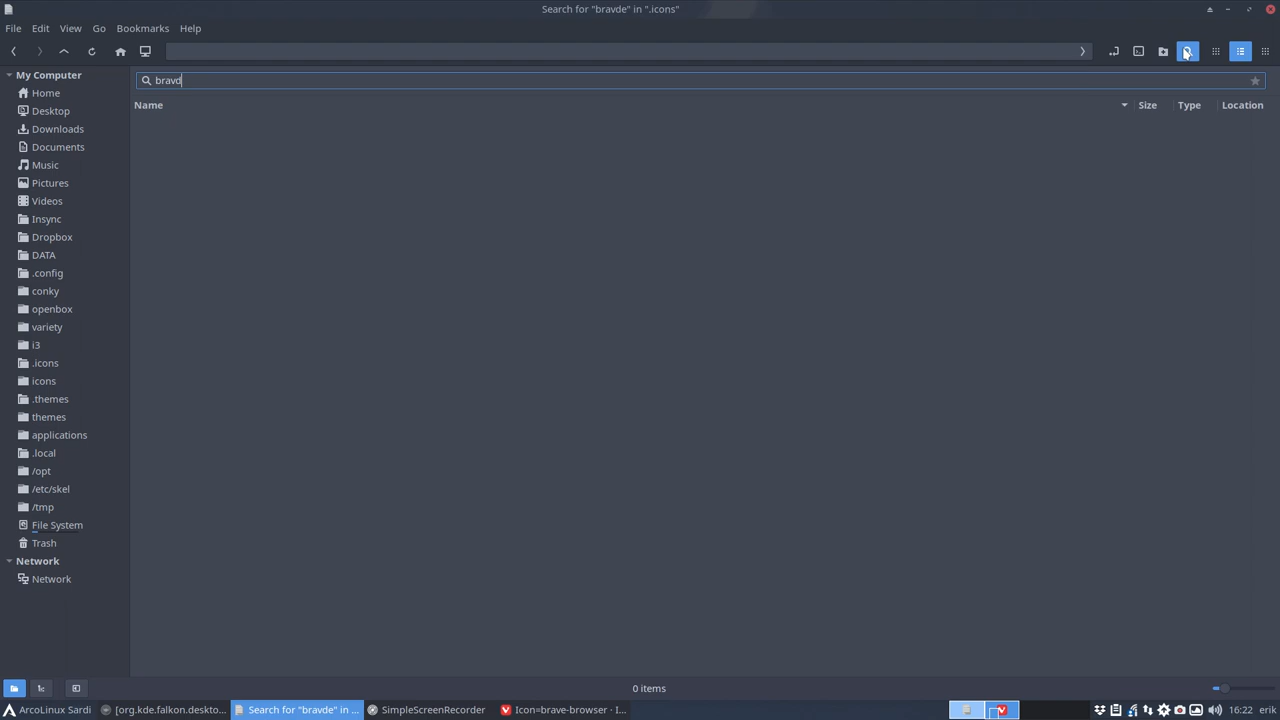 Search for "bravde" in ".icons"
File Edit View Go Bookmarks Help
My Computer
bravd
Name Size Type Location
Home
Desktop
Downloads
Documents
Music
Pictures
Videos
Insync
Dropbox
DATA
.config
conky
openbox
variety
i3
.icons
icons
.themes
themes
applications
.local
/opt
/etc/skel
/tmp
File System
Trash
Network
Network
0 items
ArcoLinux Sardi [org.kde.falkon.deskto... Search for "bravde" in ... SimpleScreenRecorder Icon=brave-browser · I... 16:22 erik